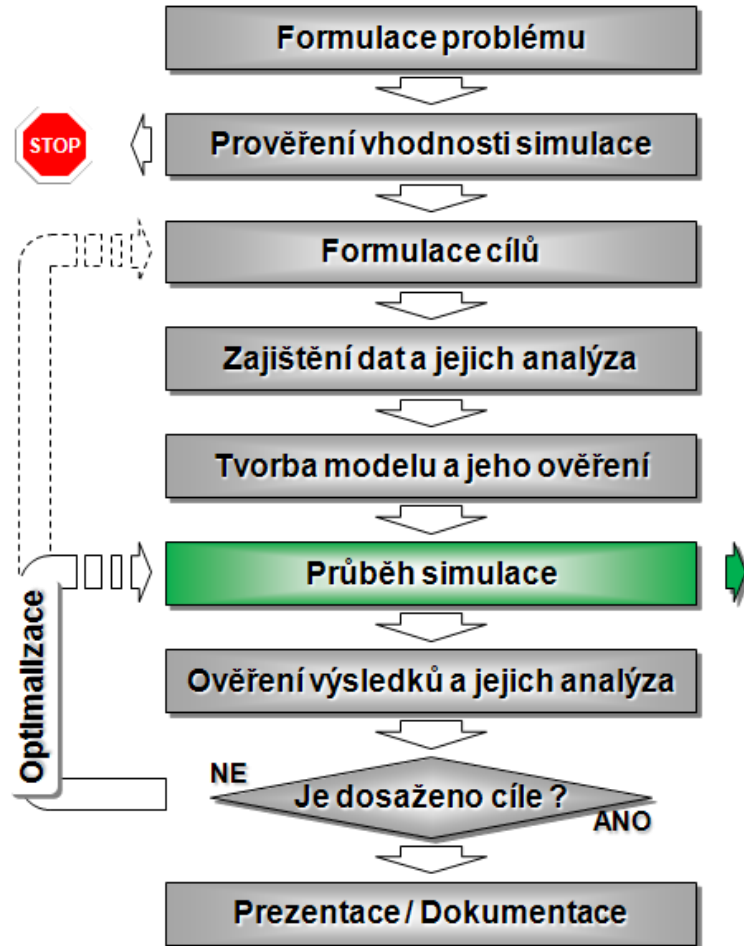 Formulace problému
STOP
Prověření vhodnosti simulace
Formulace cílů
Zajištění dat a jejich analýza
Tvorba modelu a jeho ověření
Průběh simulace
Optimalizace
Ověření výsledků a jejich analýza
NE
Je dosaženo cíle ?
ANO
Prezentace / Dokumentace